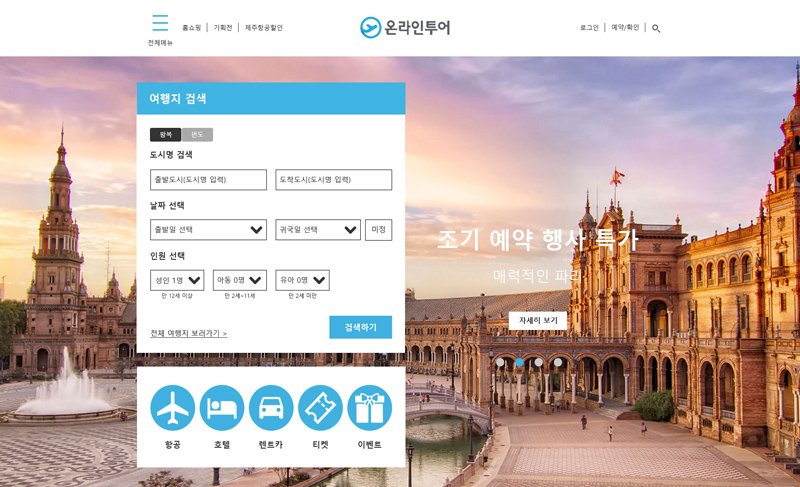 전체메뉴
홈쇼핑
기획전
제주항공할인
온라인투어
로그인
예약/확인
여행지 검색
왕복
편도
도시명 검색
출발도시(도시명 입력)
도착도시(도시명 입력)
날짜 선택
출발일 선택
귀국일 선택
미정
인원 선택
성인 1명
아동 0명
유아 0명
만 12세 이상
만 2세~11세
만 2세 미만
전체 여행지 보러가기 >
검색하기
조기 예약 행사 특가
매력적인 파리
자세히 보기
항공
호텔
렌트카
티켓
이벤트